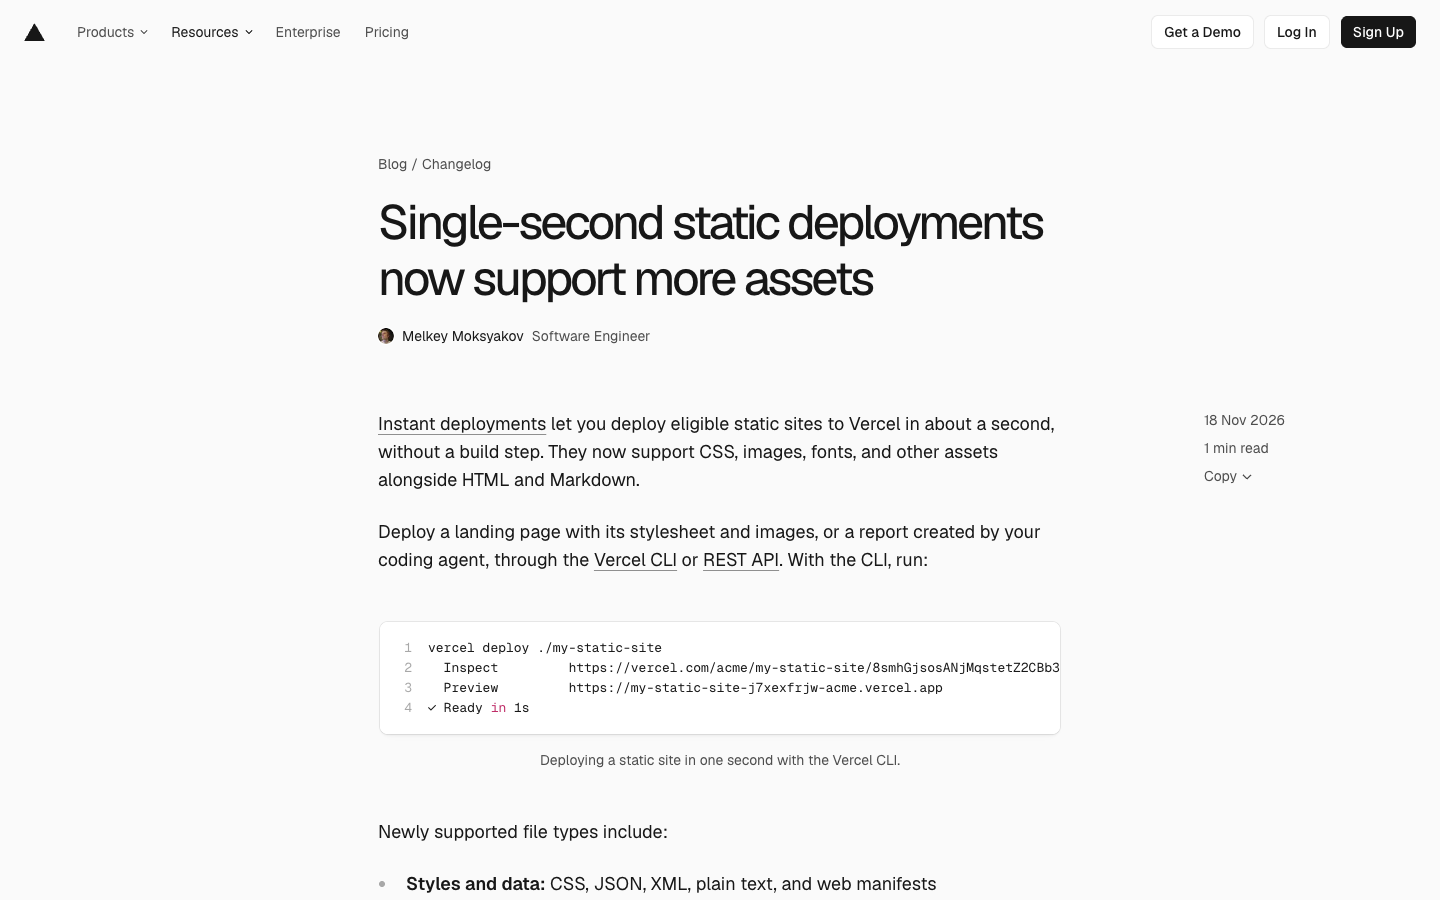 Products
Resources
Enterprise
Pricing
Get a Demo
Log In
Sign Up
Blog / Changelog
Single-second static deployments
now support more assets
Melkey Moksyakov Software Engineer
Instant deployments let you deploy eligible static sites to Vercel in about a second,
without a build step. They now support CSS, images, fonts, and other assets
alongside HTML and Markdown.
18 Nov 2026
1 min read
Copy
Deploy a landing page with its stylesheet and images, or a report created by your
coding agent, through the Vercel CLI or REST API. With the CLI, run:
1 vercel deploy ./my-static-site
2 Inspect https://vercel.com/acme/my-static-site/8smhGjsosANjMqstetZ2CBb3
3 Preview https://my-static-site-j7xexfrjw-acme.vercel.app
4 ✓ Ready in 1s
Deploying a static site in one second with the Vercel CLI.
Newly supported file types include:
• Styles and data: CSS, JSON, XML, plain text, and web manifests